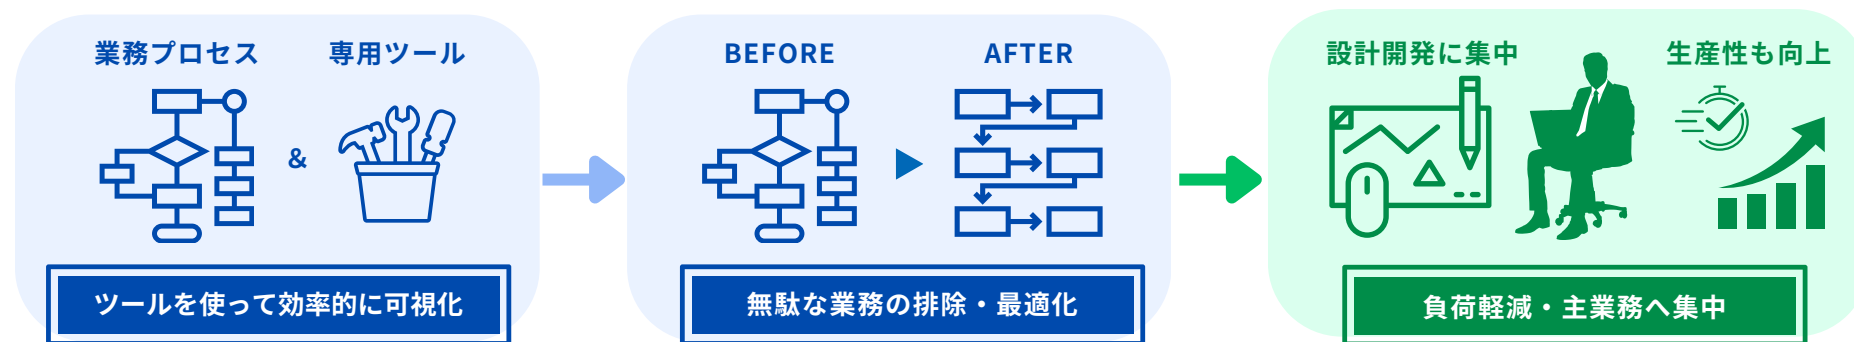 業務プロセス
&
専用ツール
ツールを使って効率的に可視化
BEFORE
AFTER
無駄な業務の排除・最適化
設計開発に集中
生産性も向上
負荷軽減・主業務へ集中